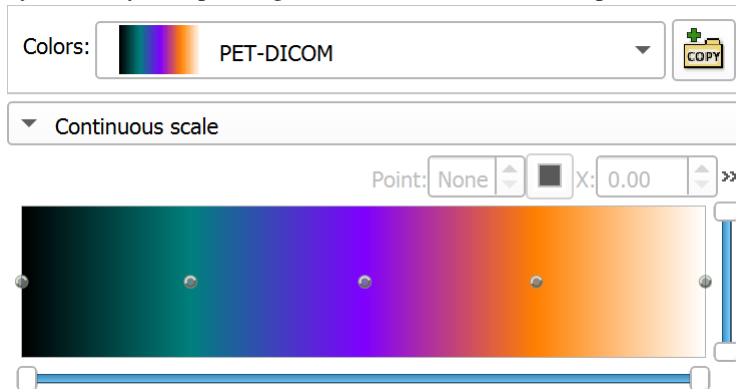 Colors:
PET-DICOM
COPY
Continuous scale
Point: None X: 0.00 »